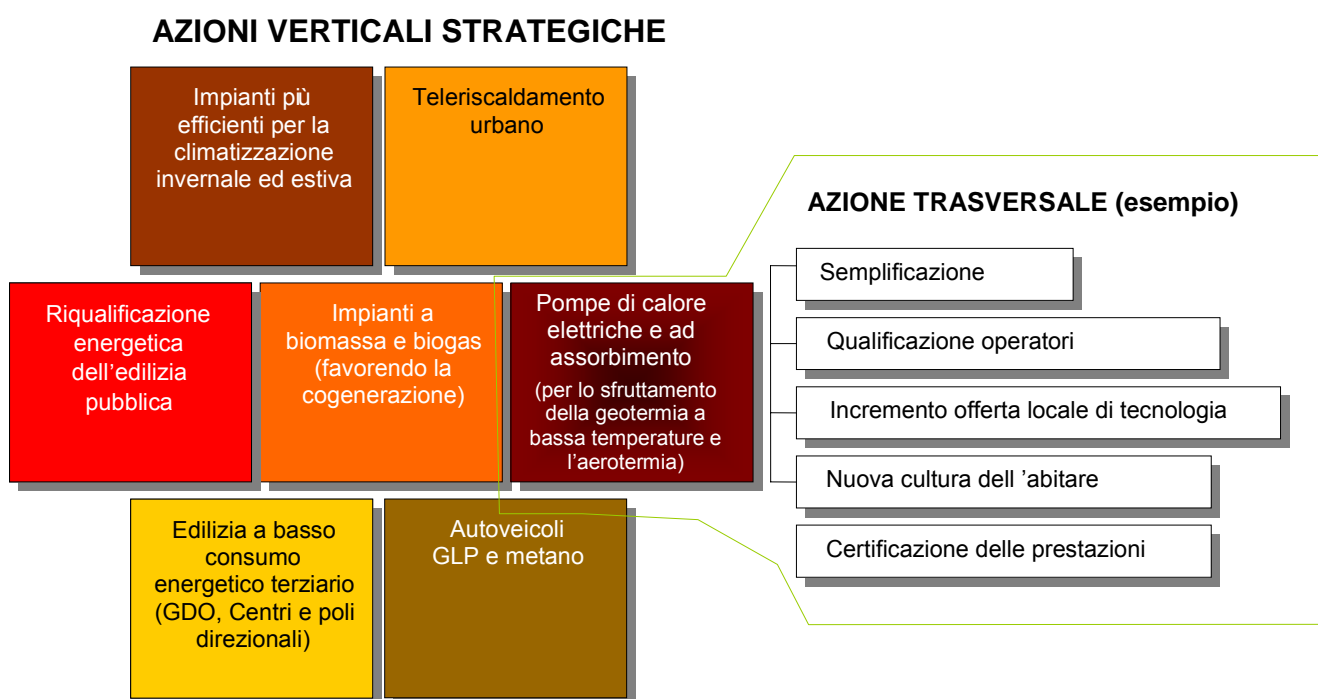 AZIONI VERTICALI STRATEGICHE
Impianti più
efficienti per la
climatizzazione
invernale ed estiva
Teleriscaldamento
urbano
AZIONE TRASVERSALE (esempio)
Semplificazione
Qualificazione operatori
Incremento offerta locale di tecnologia
Nuova cultura dell 'abitare
Certificazione delle prestazioni
Riqualificazione
energetica
dell'edilizia
pubblica
Impianti a
biomassa e biogas
(favorendo la
cogenerazione)
Pompe di calore
elettriche e ad
assorbimento
(per lo sfruttamento
della geotermia a
bassa temperature e
l'aerotermia)
Edilizia a basso
consumo
energetico terziario
(GDO, Centri e poli
direzionali)
Autoveicoli
GLP e metano